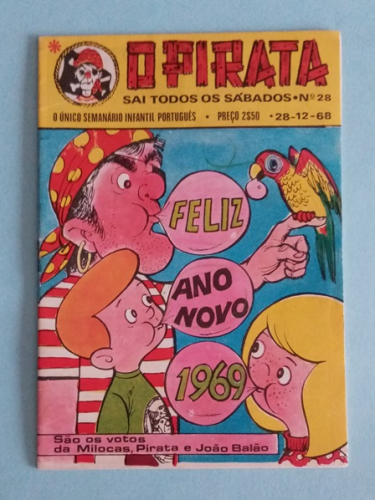 O PIRATA
SAI TODOS OS SÁBADOS • Nº 28
O ÚNICO SEMANÁRIO INFANTIL PORTUGUÊS • PREÇO 2$50 • 28-12-68
FELIZ
ANO
NOVO
1969
São os votos
da Milocas, Pirata e João Balão